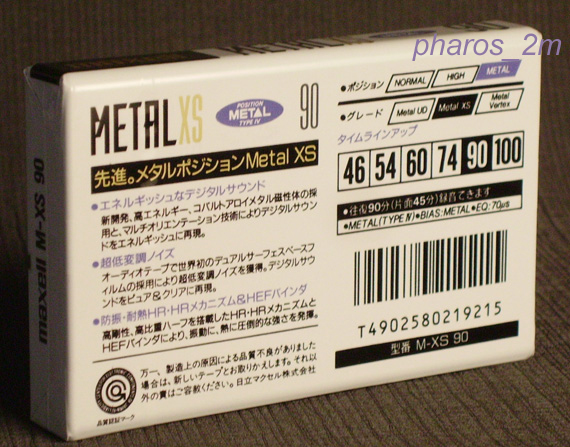 pharos_2m
METAL XS
POSITION
METAL
TYPE IV
90
先進。メタルポジションMetal XS
●エネルギッシュなデジタルサウンド
新開発、高エネルギー、コバルトアロイメタル磁性体の採
用と、マルチオリエンテーション技術によりデジタルサウン
ドをエネルギッシュに再現。
●超低変調ノイズ
オーディオテープで世界初のデュアルサーフェスベースフ
ィルムの採用により超低変調ノイズを獲得。デジタルサウ
ンドをピュア&クリアに再現。
●防振・耐熱HR・HRメカニズム&HEFバインダ
高剛性、高比重ハーフを搭載したHR・HRメカニズムと
HEFバインダにより、振動に、熱に圧倒的な強さを発揮。
万一、製造上の原因による品質不良がありました
場合は、新しいテープとお取りかえします。それ以
外の責はご容赦ください。日立マクセル株式会社
品質認証マーク
●ポジション NORMAL HIGH METAL
●グレード Metal UD Metal XS Metal Vertex
タイムラインアップ
46 54 60 74 90 100
●往復90分(片面45分)録音できます
●METAL(TYPE IV)●BIAS:METAL●EQ:70μs
T4902580219215
型番 M-XS 90
maxell M-XS 90